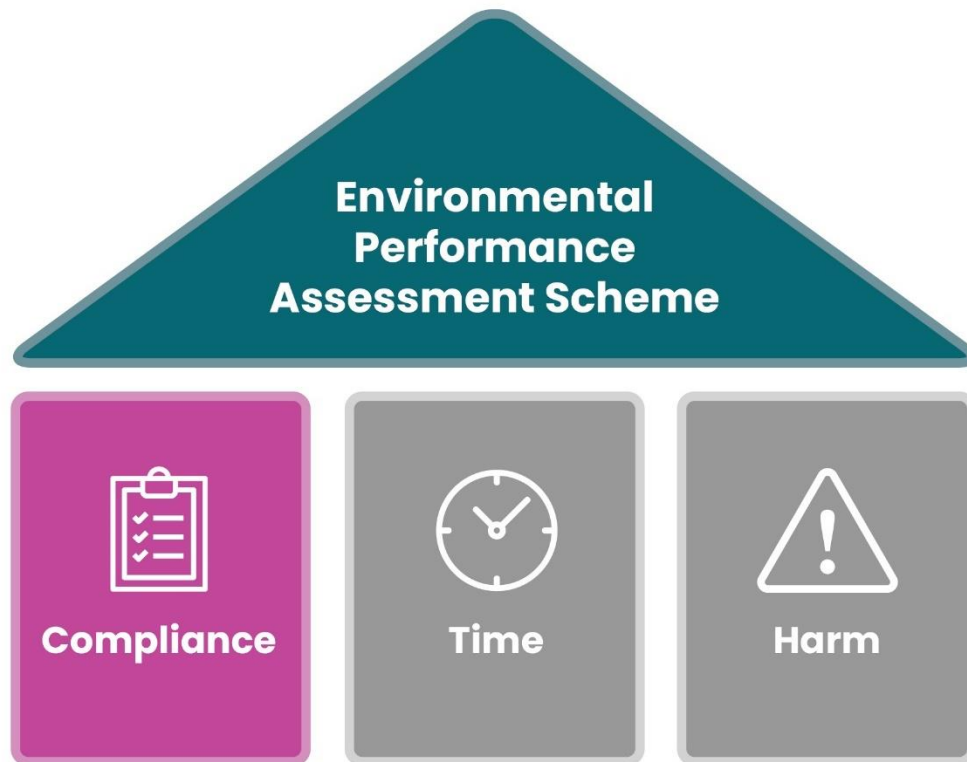 Environmental
Performance
Assessment Scheme
Compliance
Time
Harm